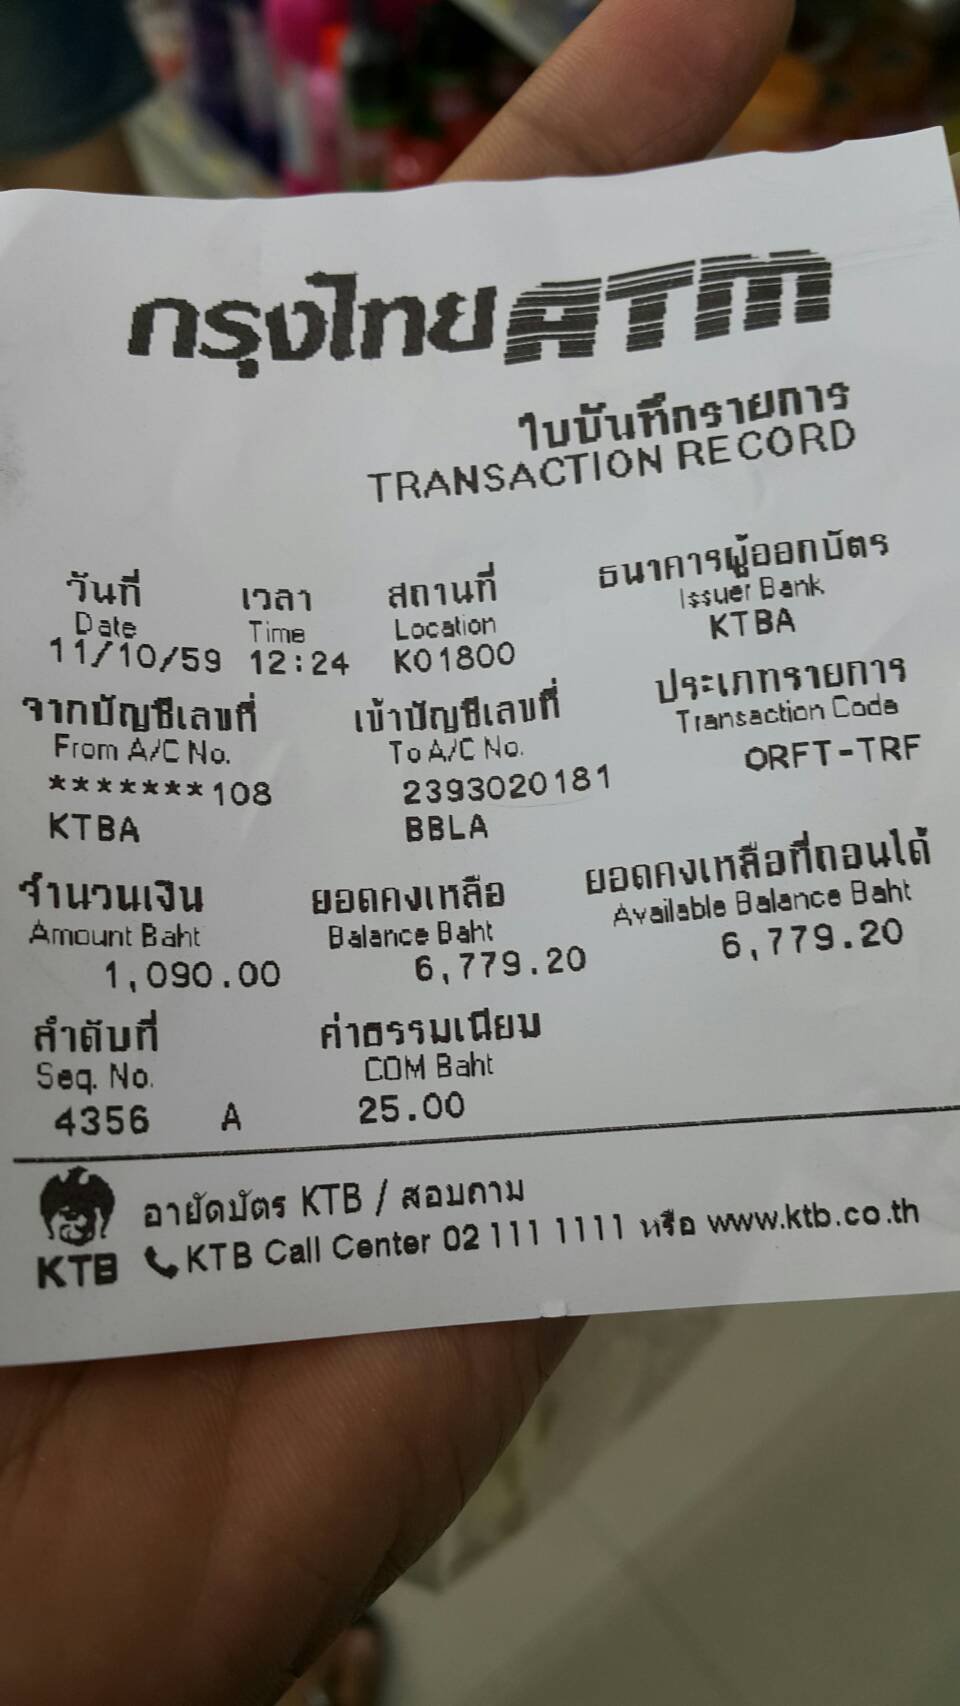 กรุงไทย ATM
ใบบันทึกรายการ
TRANSACTION RECORD
วันที่ เวลา สถานที่ ธนาคารผู้ออกบัตร
Date Time Location Issuer Bank
11/10/59 12:24 K01800 KTBA
จากบัญชีเลขที่ เข้าบัญชีเลขที่ ประเภทรายการ
From A/C No. To A/C No. Transaction Code
*******108 2393020181 ORFT-TRF
KTBA BBLA
จำนวนเงิน ยอดคงเหลือ ยอดคงเหลือที่ถอนได้
Amount Baht Balance Baht Available Balance Baht
1,090.00 6,779.20 6,779.20
ลำดับที่ ค่าธรรมเนียม
Seq. No. COM Baht
4356 A 25.00
อายัดบัตร KTB / สอบถาม
KTB KTB Call Center 02 111 1111 หรือ www.ktb.co.th